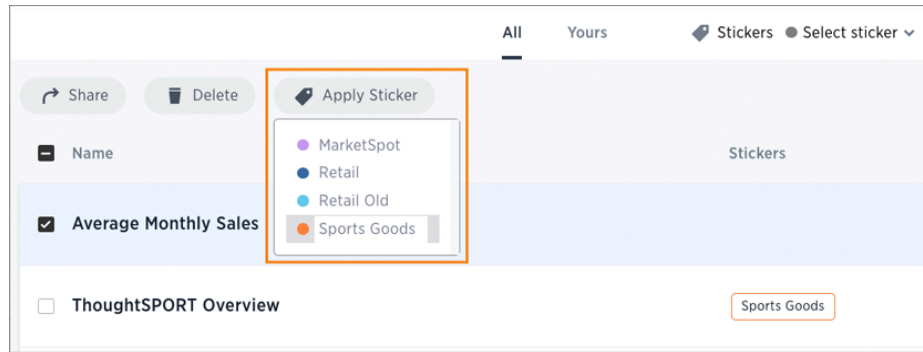 All Yours Stickers Select sticker
Share Delete Apply Sticker
Name Stickers
MarketSpot
Retail
Retail Old
Sports Goods
Average Monthly Sales
ThoughtSPORT Overview Sports Goods